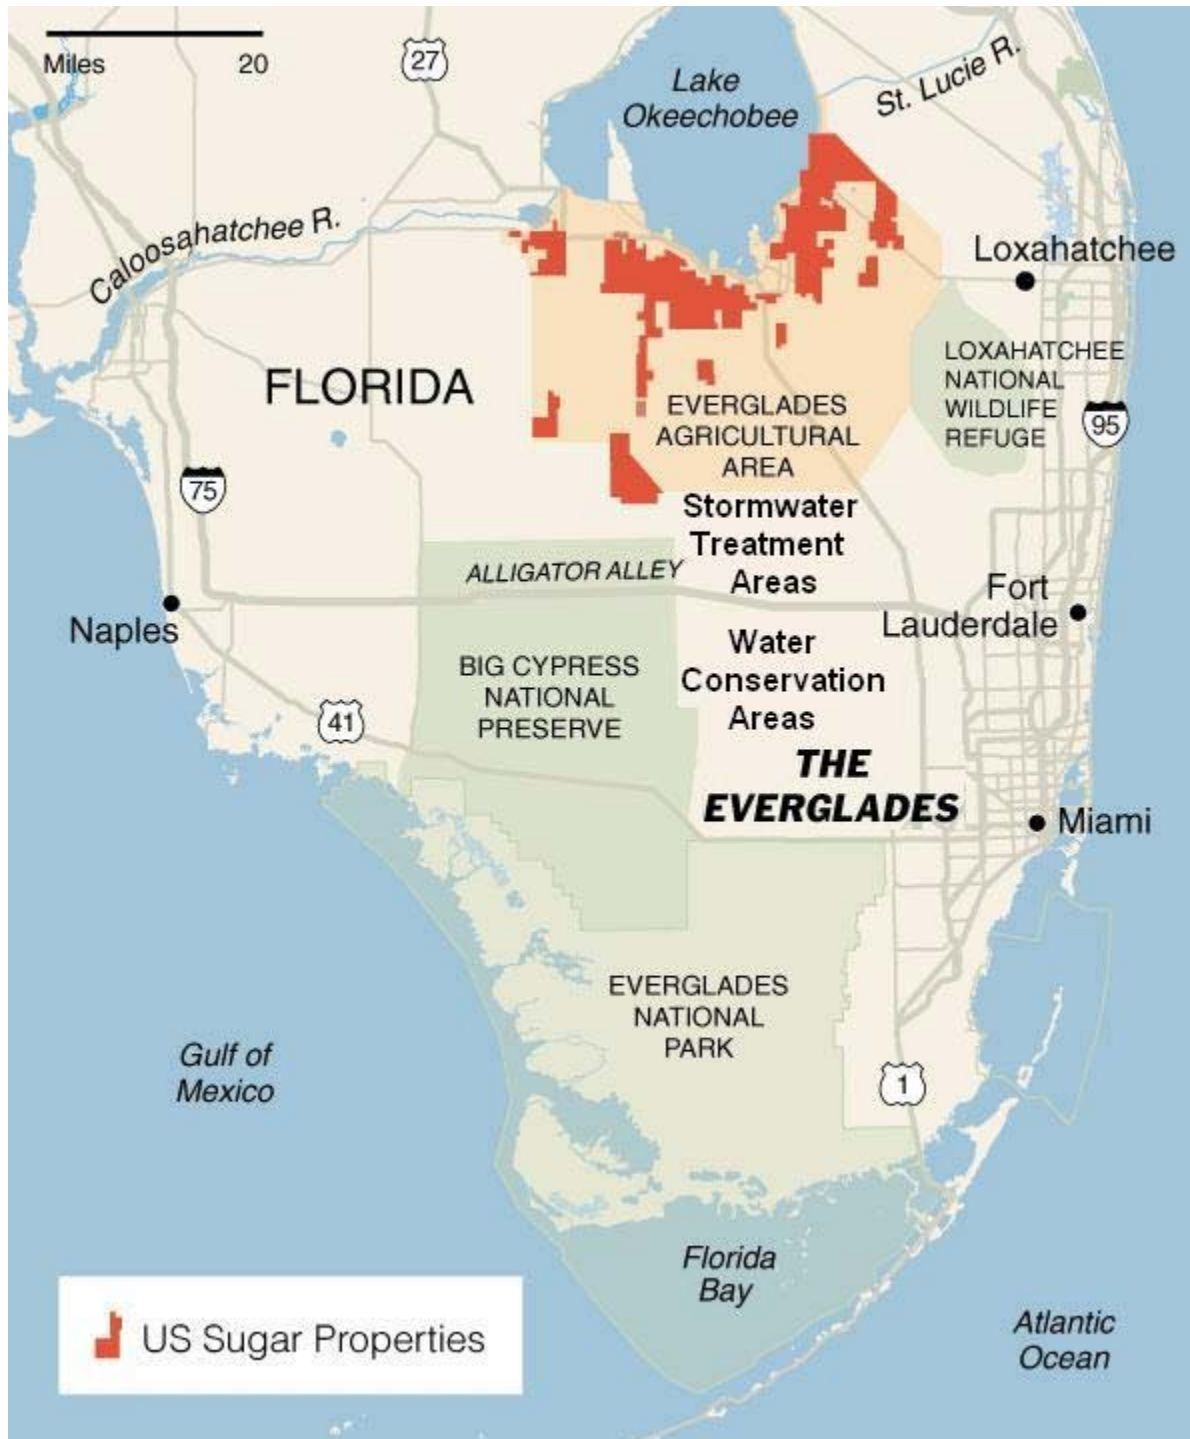 Miles 20
27
Lake
Okeechobee
St. Lucie R.
Caloosahatchee R.
Loxahatchee
FLORIDA
LOXAHATCHEE
NATIONAL
WILDLIFE
REFUGE
95
EVERGLADES
AGRICULTURAL
AREA
75
Stormwater
Treatment
Areas
ALLIGATOR ALLEY
Naples
Fort
Lauderdale
Water
Conservation
Areas
BIG CYPRESS
NATIONAL
PRESERVE
41
THE
EVERGLADES
Miami
EVERGLADES
NATIONAL
PARK
Gulf of
Mexico
1
Florida
Bay
US Sugar Properties
Atlantic
Ocean